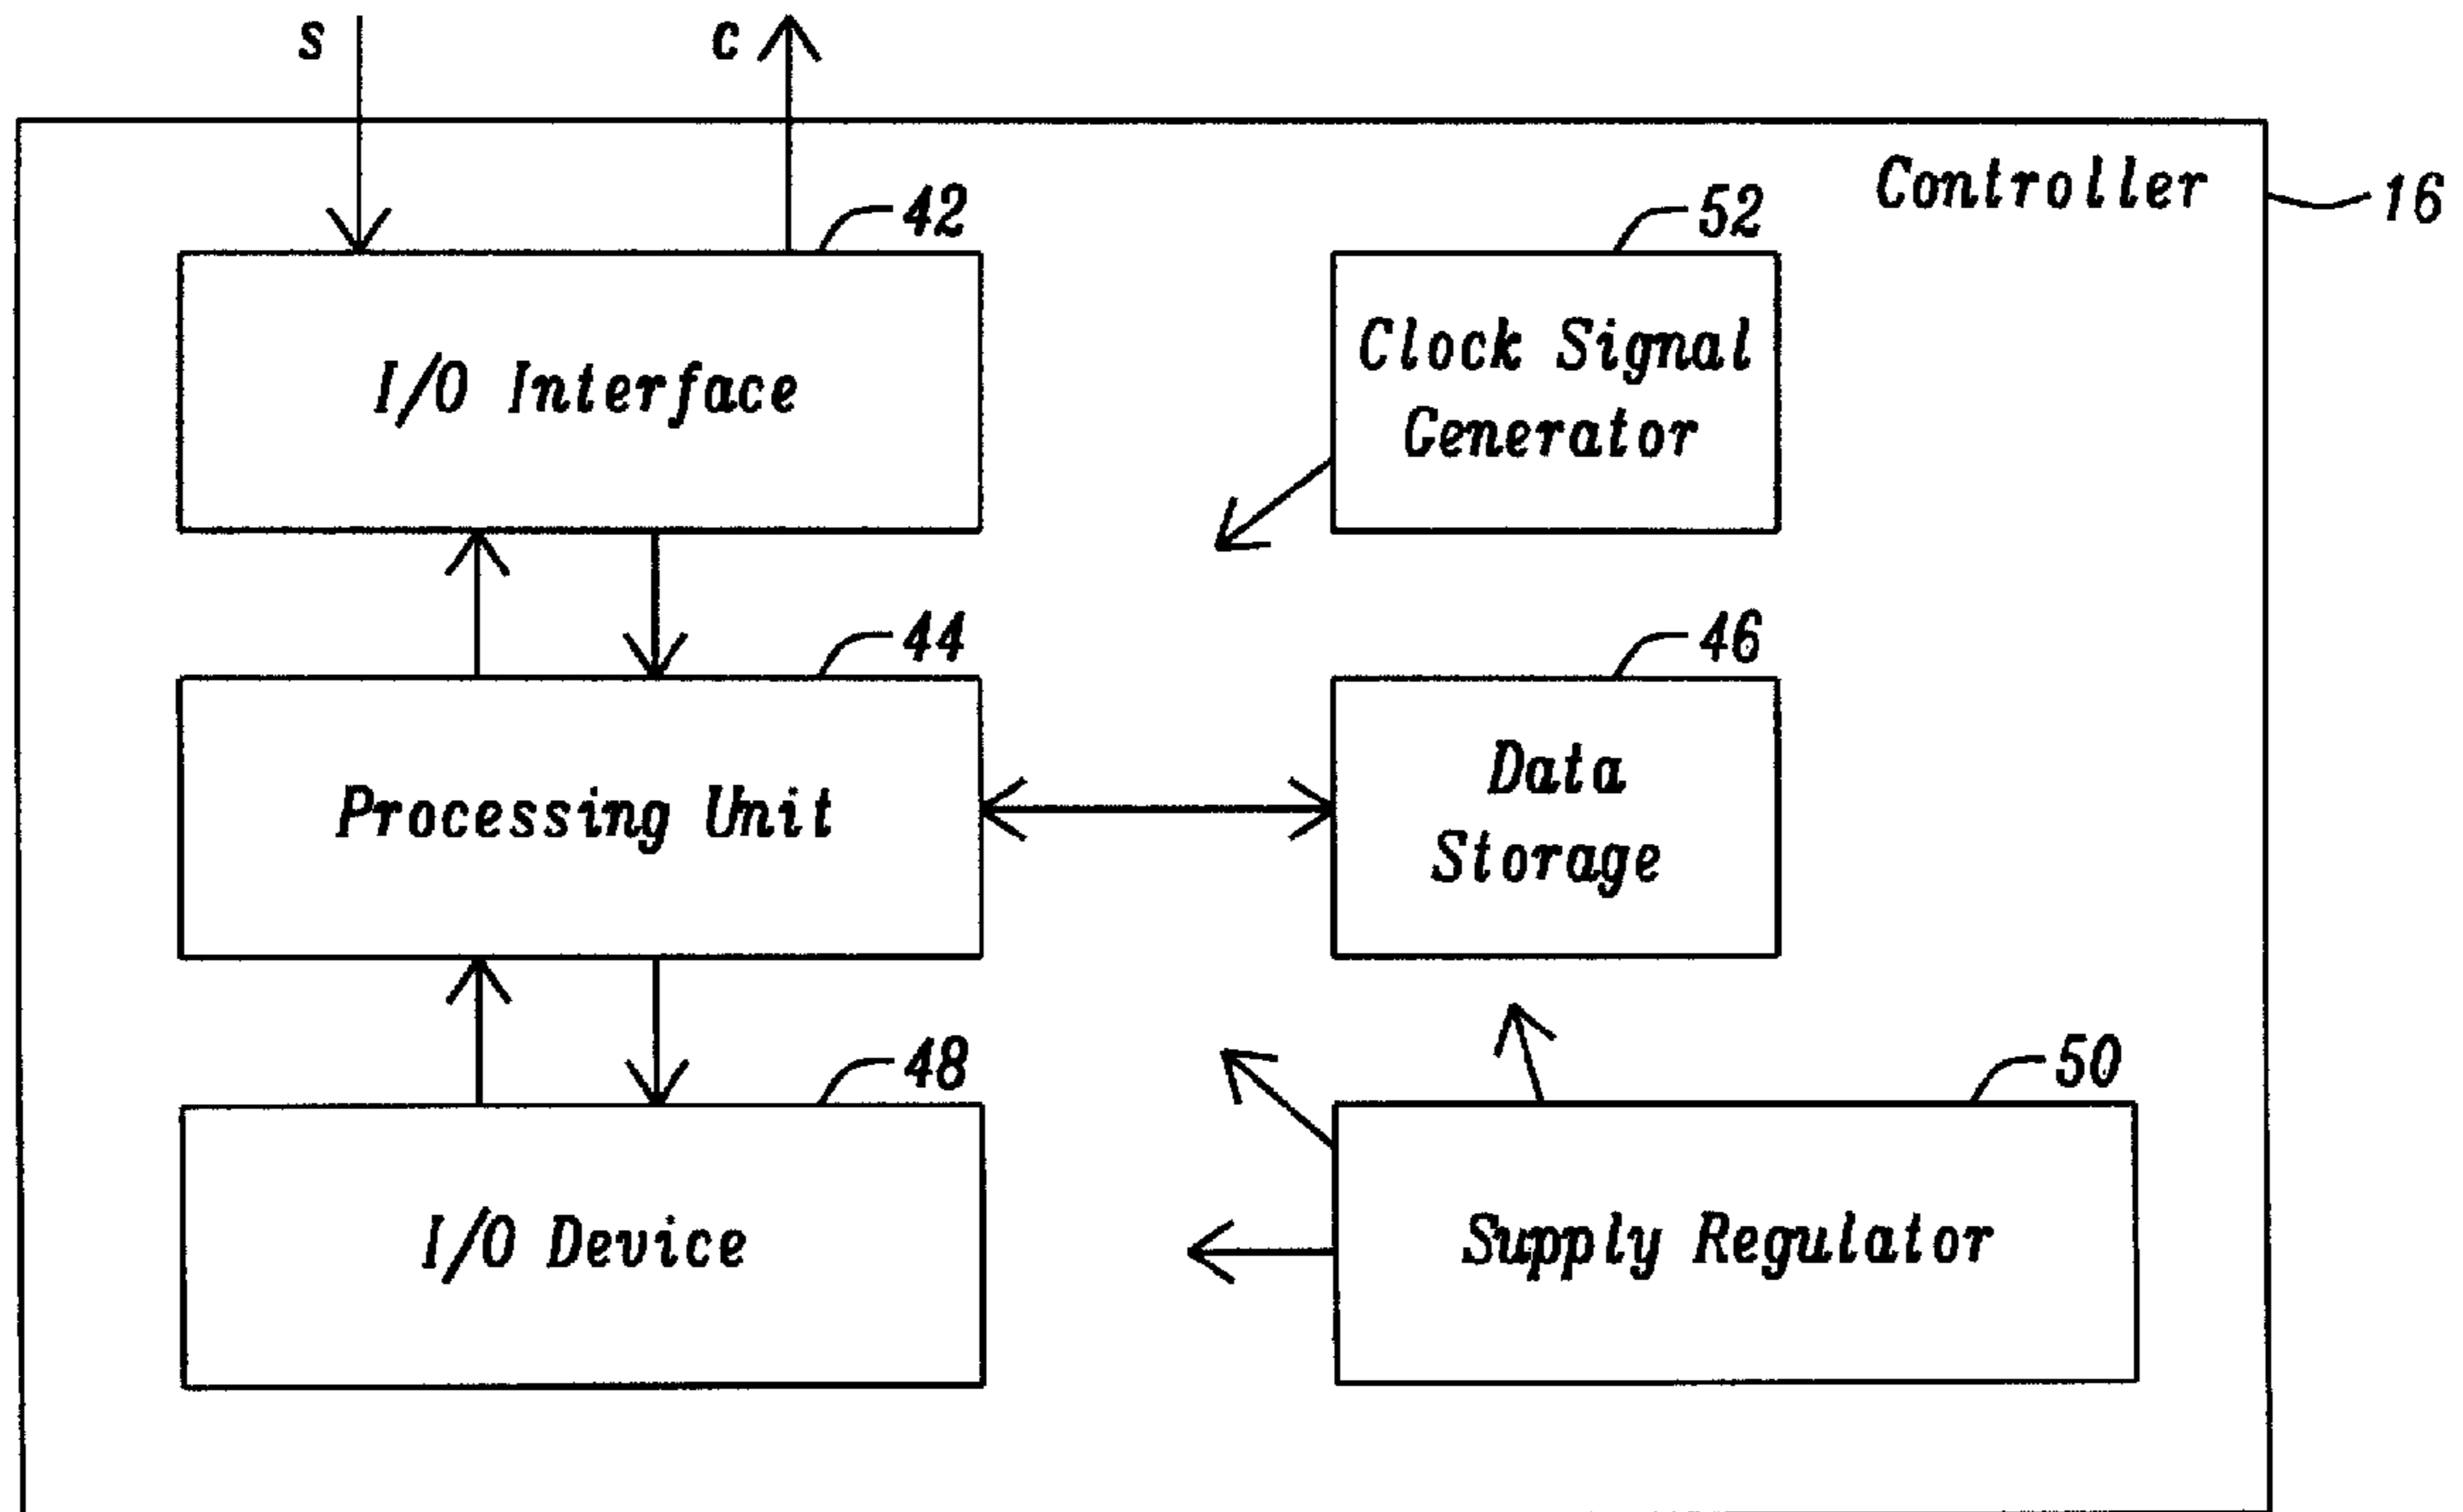 s
c
Controller
16
42
52
I/O Interface
Clock Signal
Generator
44
46
Processing Unit
Data
Storage
48
50
I/O Device
Supply Regulator